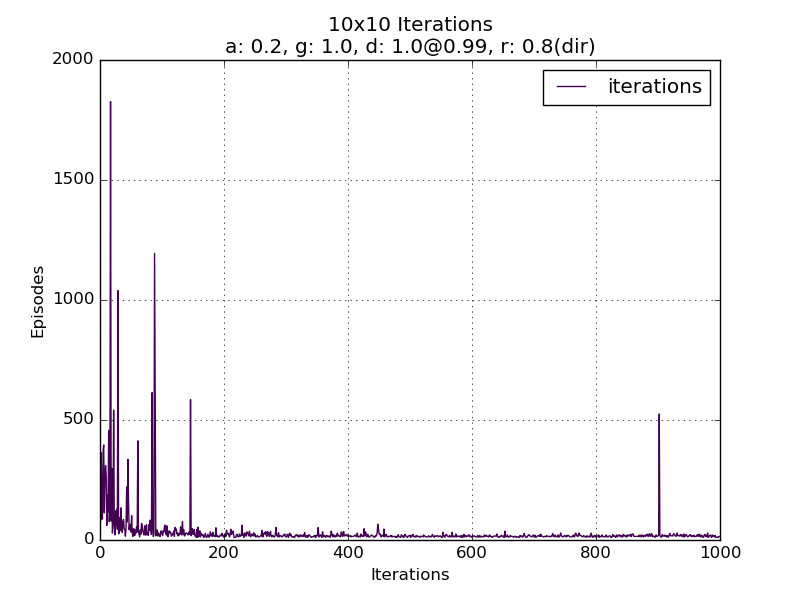 10x10 Iterations
a: 0.2, g: 1.0, d: 1.0@0.99, r: 0.8(dir)
iterations
2000
1500
1000
500
0
Episodes
0 200 400 600 800 1000
Iterations